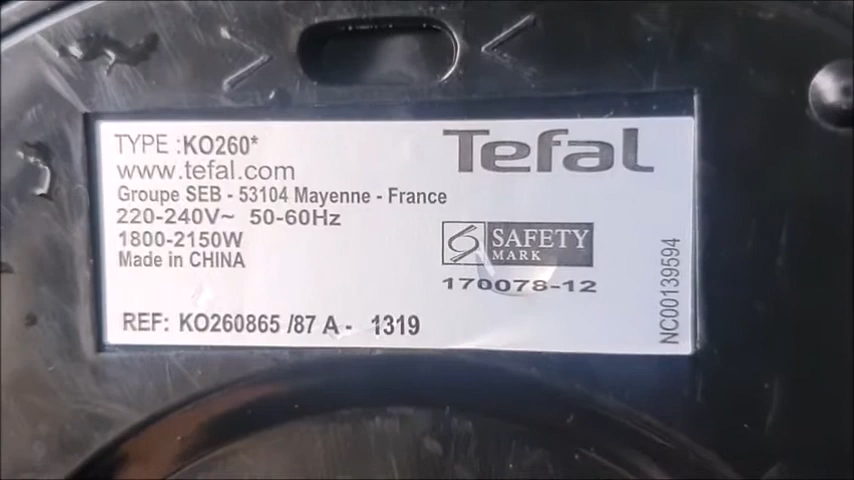 TYPE :KO260*
www.tefal.com
Groupe SEB - 53104 Mayenne - France
220-240V~ 50-60Hz
1800-2150W
Made in CHINA
REF: KO260865 /87 A - 1319
Tefal
SAFETY
MARK
170078-12
NC00139594